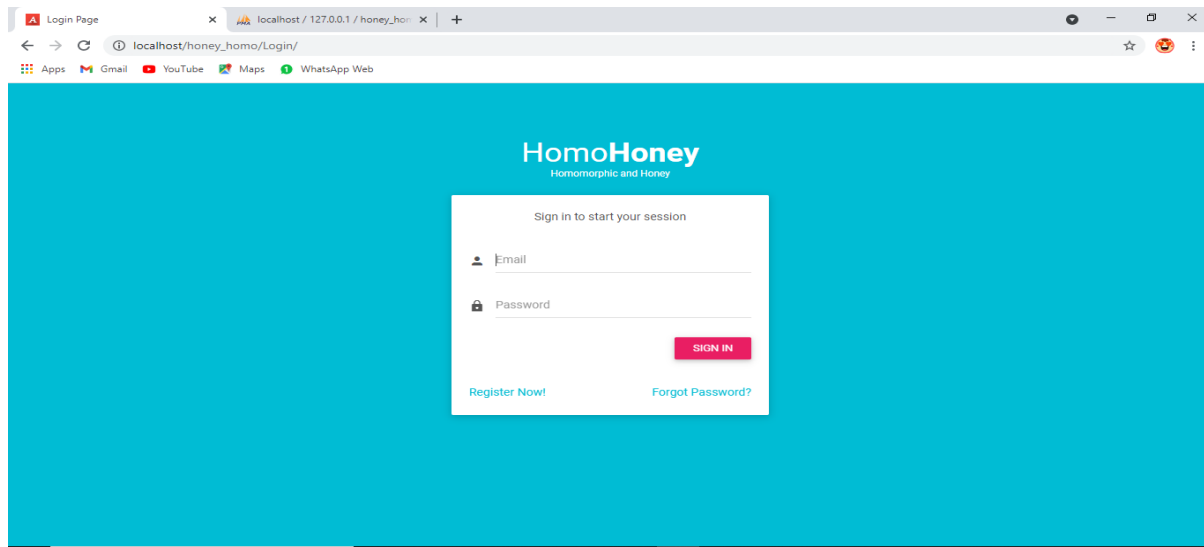 Login Page
localhost / 127.0.0.1 / honey_hon
localhost/honey_homo/Login/
Apps Gmail YouTube Maps WhatsApp Web
HomoHoney
Homomorphic and Honey
Sign in to start your session
Email
Password
SIGN IN
Register Now! Forgot Password?